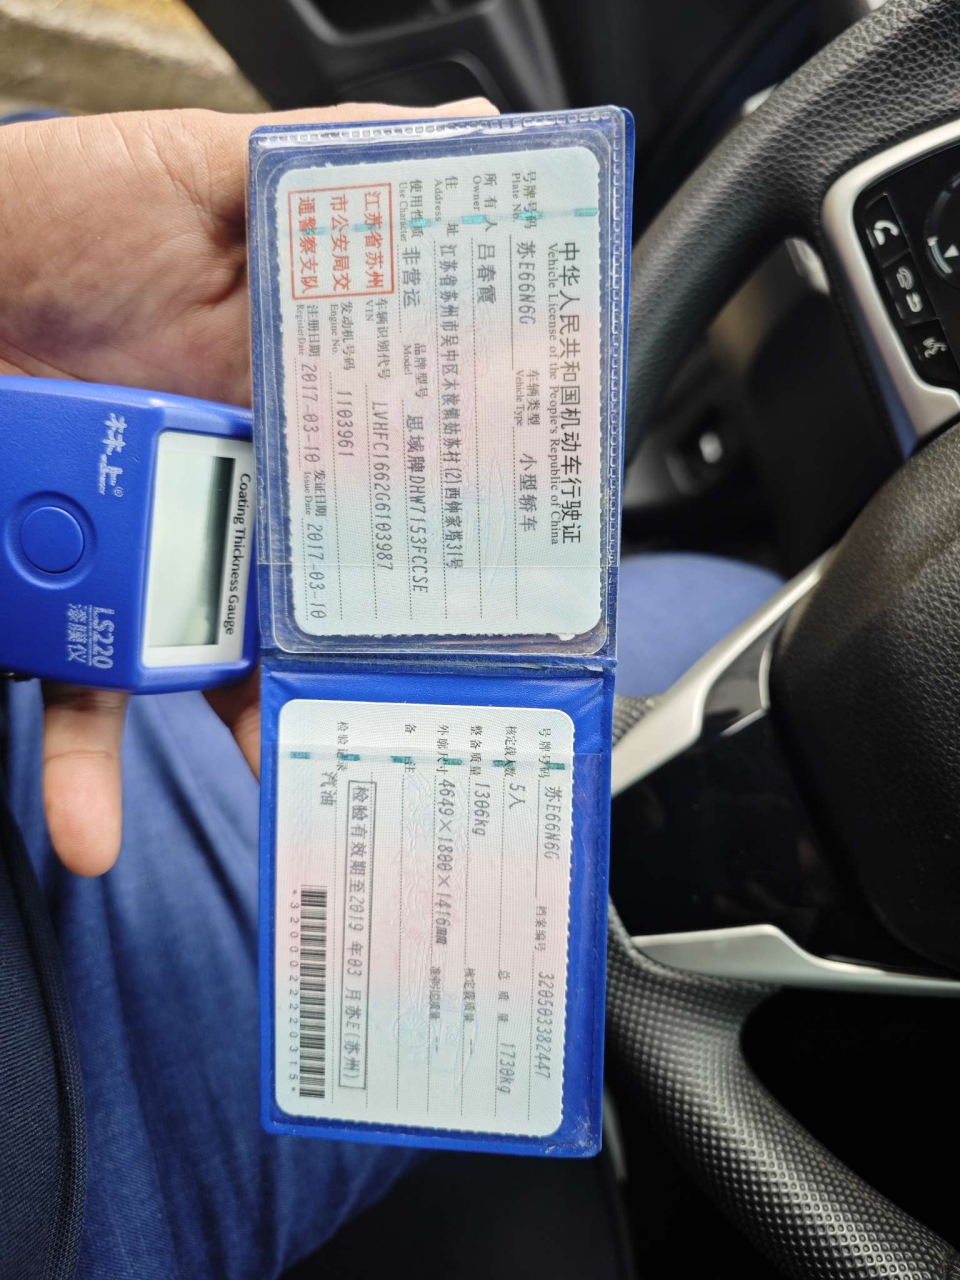 中华人民共和国机动车行驶证
Vehicle License of the People's Republic of China
号牌号码 苏E66N6G 车辆类型 小型轿车
Plate No. Vehicle Type
所有人 吕春霞
Owner
住址 江苏省苏州市吴中区木渎镇姑苏村(2)西钟家塔31号
Address
使用性质 非营运 品牌型号 思域牌DHW7153FCCSE
Use Character Model
江苏省苏州
市公安局交
通警察支队
车辆识别代号 LVHFC1662G6103987
VIN
发动机号码 1103961
Engine No.
注册日期 2017-03-10 发证日期 2017-03-10
Register Date Issue Date
号牌号码 苏E66N6G 档案编号 320503382447
核定载人数 5人 总质量 1730kg
整备质量 1306kg 核定载质量 --
外廓尺寸 4649×1800×1416mm 准牵引总质量 --
备注
检验有效期至2019年03月苏E(苏州)
检验记录
汽油
*3200022220315*
Coating Thickness Gauge
LS220
漆膜仪
林上